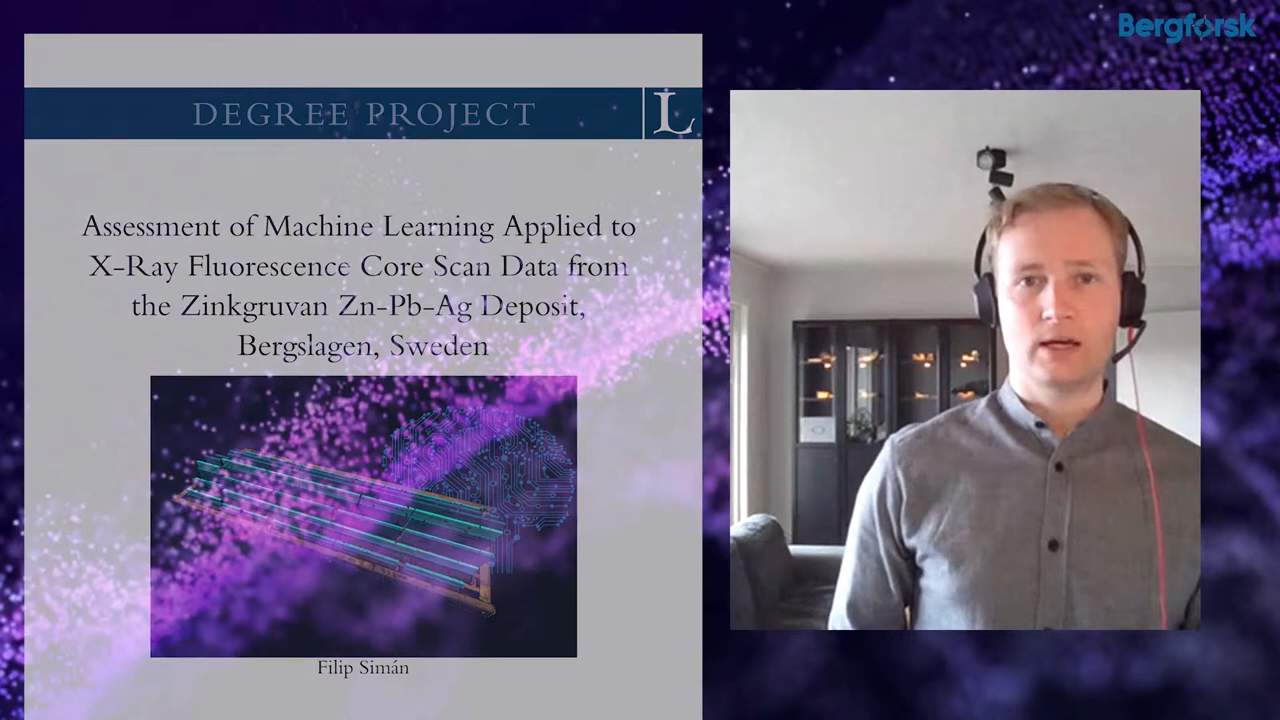 Bergforsk
DEGREE PROJECT
L
Assessment of Machine Learning Applied to
X-Ray Fluorescence Core Scan Data from
the Zinkgruvan Zn-Pb-Ag Deposit,
Bergslagen, Sweden
Filip Simán